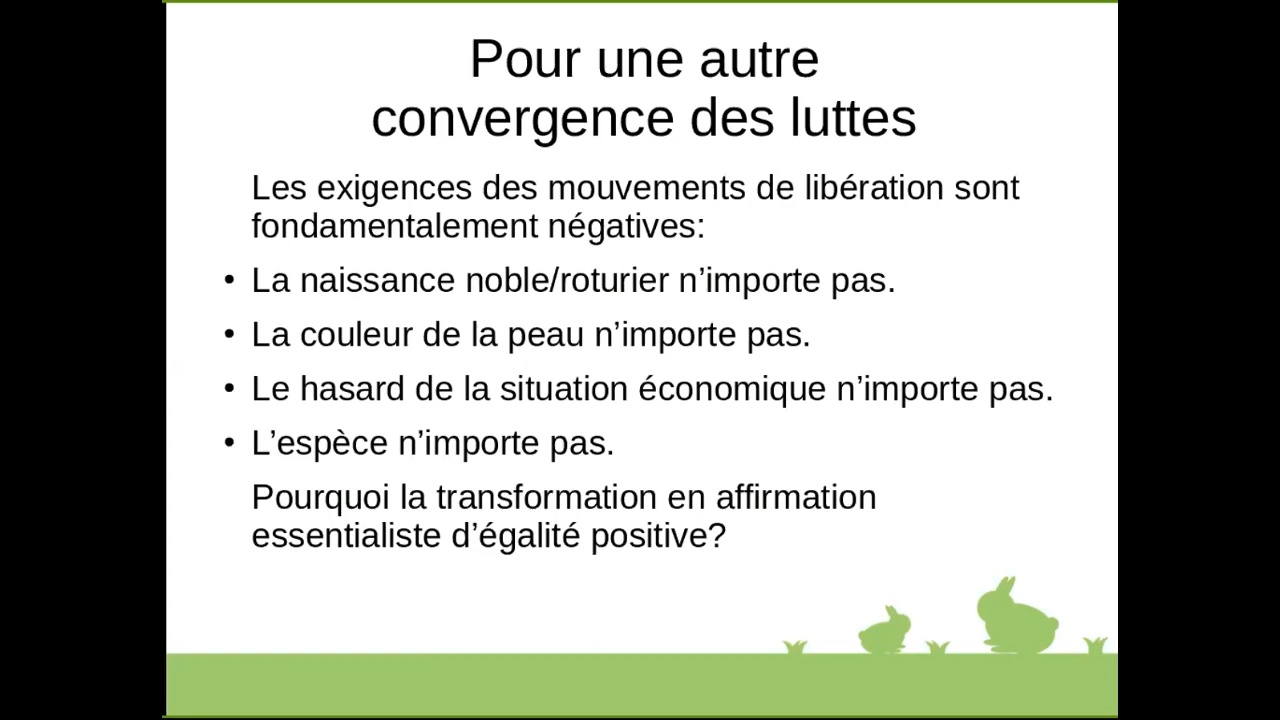 Pour une autre
convergence des luttes
Les exigences des mouvements de libération sont
fondamentalement négatives:
• La naissance noble/roturier n’importe pas.
• La couleur de la peau n’importe pas.
• Le hasard de la situation économique n’importe pas.
• L’espèce n’importe pas.
Pourquoi la transformation en affirmation
essentialiste d’égalité positive?